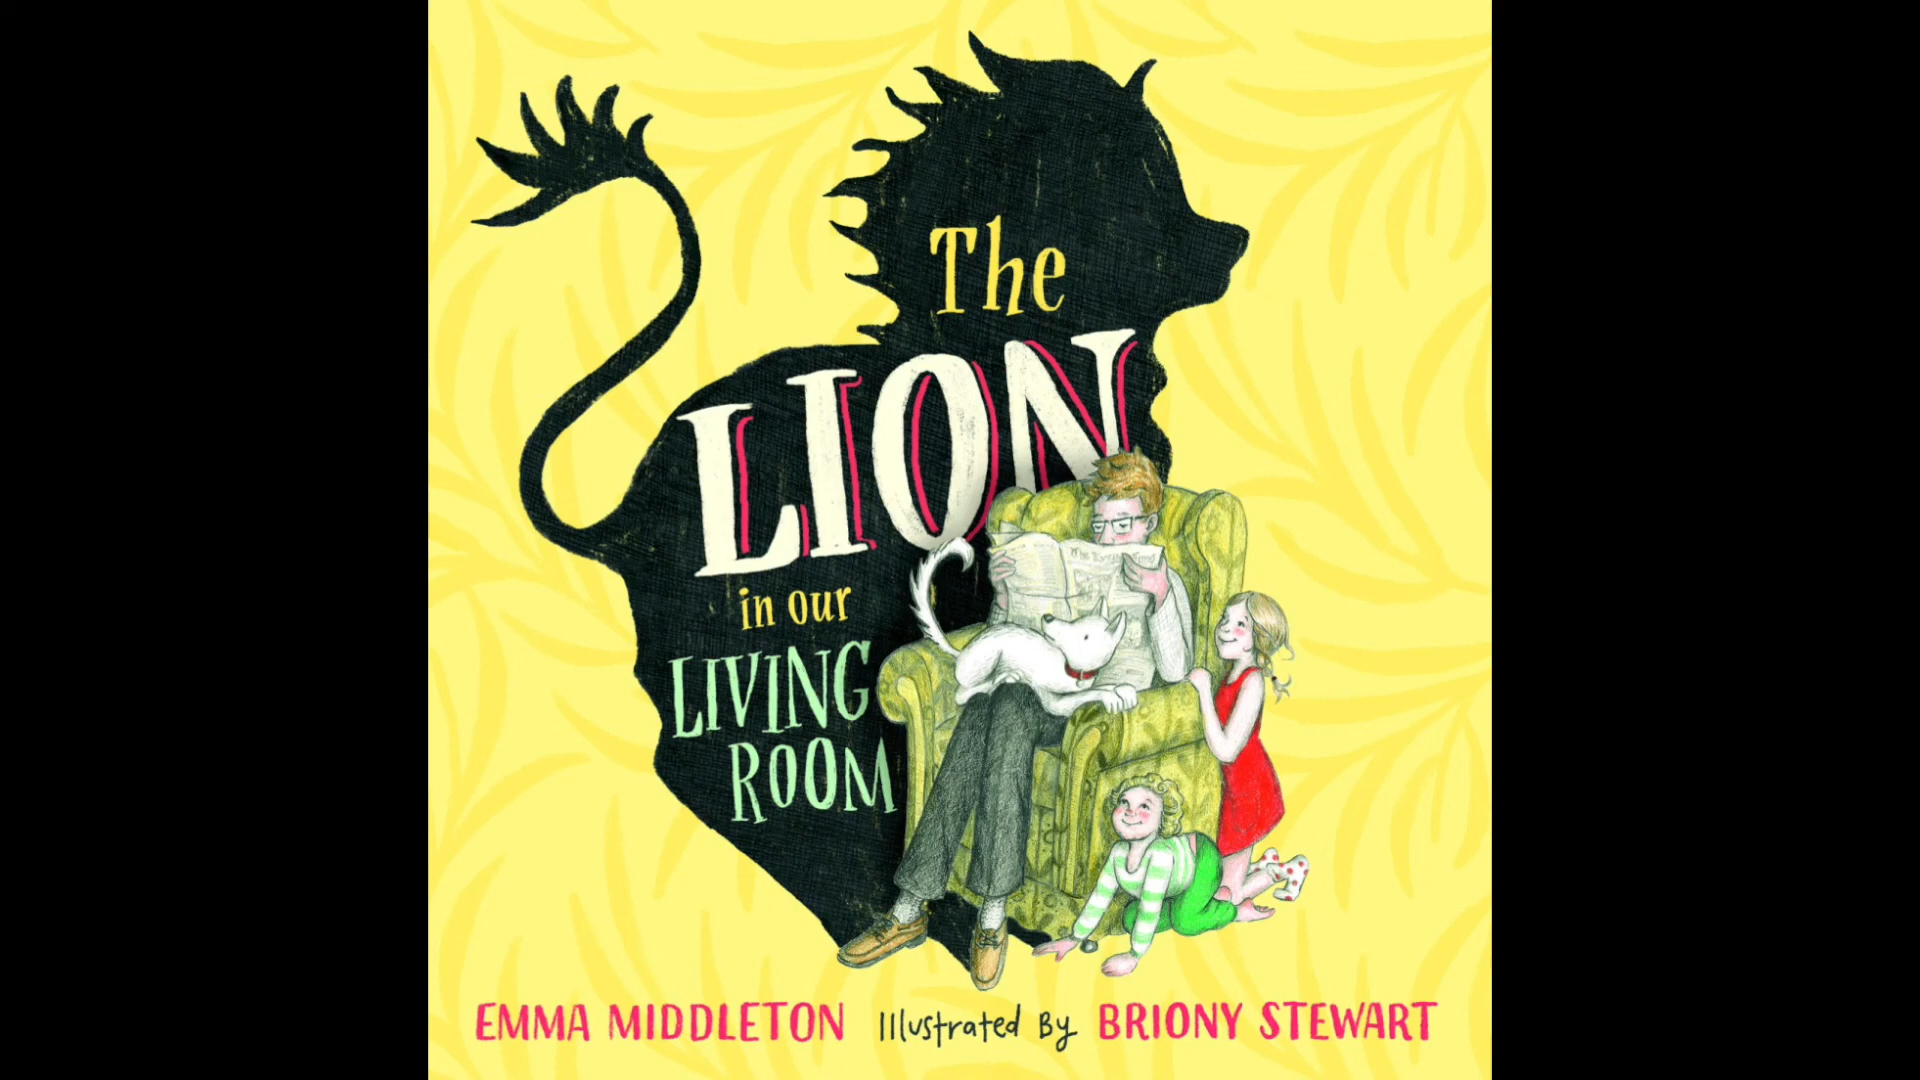 The
LION
in our
LIVING
ROOM
EMMA MIDDLETON Illustrated By BRIONY STEWART